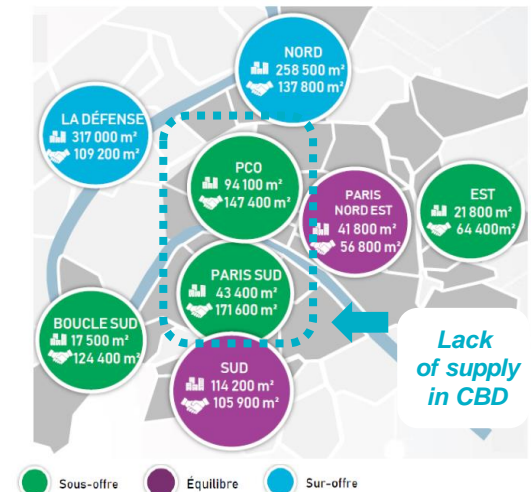 NORD
258 500 m²
137 800 m²
LA DÉFENSE
317 000 m²
109 200 m²
PCO
94 100 m²
147 400 m²
PARIS
NORD EST
41 800 m²
56 800 m²
EST
21 800 m²
64 400m²
PARIS SUD
43 400 m²
171 600 m²
BOUCLE SUD
17 500 m²
124 400 m²
SUD
114 200 m²
105 900 m²
Lack
of supply
in CBD
Sous-offre
Équilibre
Sur-offre